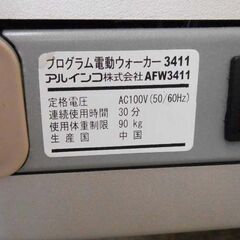 プログラム電動ウォーカー 3411
アルインコ株式会社 AFW3411
定格電圧 AC100V(50/60Hz)
連続使用時間 30分
使用体重制限 90kg
生産国 中国